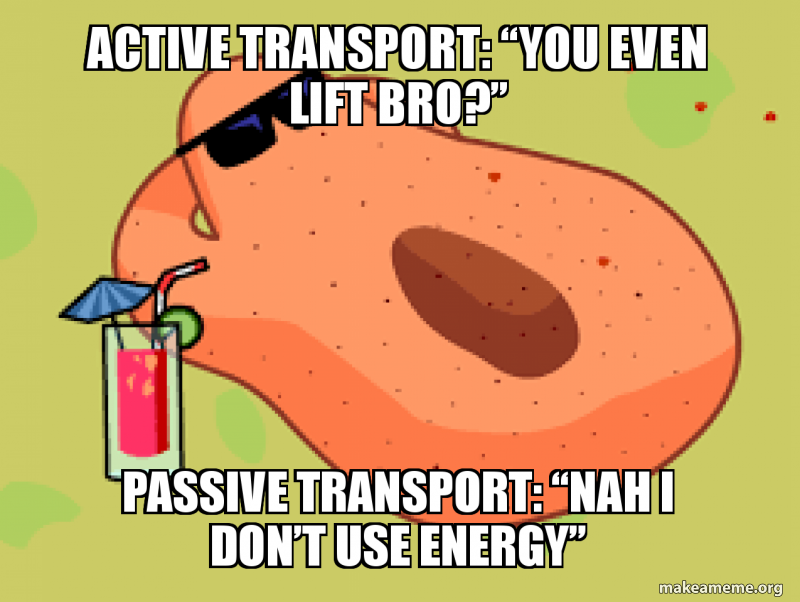 ACTIVE TRANSPORT: “YOU EVEN
LIFT BRO?”
PASSIVE TRANSPORT: “NAH I
DON’T USE ENERGY”
makeameme.org